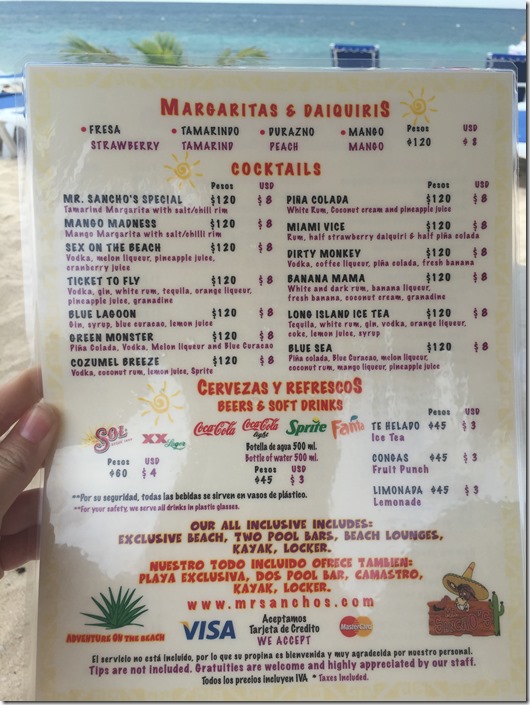 MARGARITAS & DAIQUIRIS
• FRESA • TAMARINDO • DURAZNO • MANGO Pesos USD
STRAWBERRY TAMARIND PEACH MANGO $120 $ 8
COCKTAILS
Pesos USD
MR. SANCHO'S SPECIAL $120 $ 8
Tamarind Margarita with salt/chili rim
MANGO MADNESS $120 $ 8
Mango Margarita with salt/chilli rim
SEX ON THE BEACH $120 $ 8
Vodka, melon liqueur, pineapple juice,
cranberry juice
TICKET TO FLY $120 $ 8
Vodka, gin, white rum, tequila, orange liqueur,
pineapple juice, granadine
BLUE LAGOON $120 $ 8
Gin, syrup, blue curacao, lemon juice
GREEN MONSTER $120 $ 8
Piña Colada, Vodka, Melon liqueur and Blue Curacao
COZUMEL BREEZE $120 $ 8
Vodka, coconut rum, lemon juice, Sprite
Pesos USD
PIÑA COLADA $120 $ 8
White Rum, Coconut cream and pineapple juice
MIAMI VICE $120 $ 8
Rum, half strawberry daiquiri & half piña colada
DIRTY MONKEY $120 $ 8
Vodka, coffee liqueur, piña colada, fresh banana
BANANA MAMA $120 $ 8
White and dark rum, banana liqueur,
fresh banana, coconut cream, granadine
LONG ISLAND ICE TEA $120 $ 8
Tequila, white rum, gin, vodka, orange liqueur,
coke, lemon juice, syrup
BLUE SEA $120 $ 8
Piña colada, Blue Curacao, melon liqueur,
coconut rum, mango liqueur, pineapple juice
CERVEZAS Y REFRESCOS
BEERS & SOFT DRINKS
SOL
XX Lager
Pesos USD
$60 $ 4
Coca-Cola Coca-Cola light Sprite Fanta
Botella de agua 500 ml.
Bottle of water 500 ml.
Pesos USD
$45 $ 3
Pesos USD
TE HELADO $45 $ 3
Ice Tea
CONGAS $45 $ 3
Fruit Punch
LIMONADA $45 $ 3
Lemonade
**Por su seguridad, todas las bebidas se sirven en vasos de plástico.
**For your safety, we serve all drinks in plastic glasses.
OUR ALL INCLUSIVE INCLUDES:
EXCLUSIVE BEACH, TWO POOL BARS, BEACH LOUNGES,
KAYAK, LOCKER.
NUESTRO TODO INCLUIDO OFRECE TAMBIEN:
PLAYA EXCLUSIVA, DOS POOL BAR, CAMASTRO,
KAYAK, LOCKER.
www.mrsanchos.com
ADVENTURE ON THE BEACH
VISA
Aceptamos
Tarjeta de Credito
WE ACCEPT
MasterCard
El servicio no está incluído, por lo que su propina es bienvenida y muy agradecida por nuestro personal.
Tips are not included. Gratuities are welcome and highly appreciated by our staff.
Todos los precios incluyen IVA * Taxes Included.